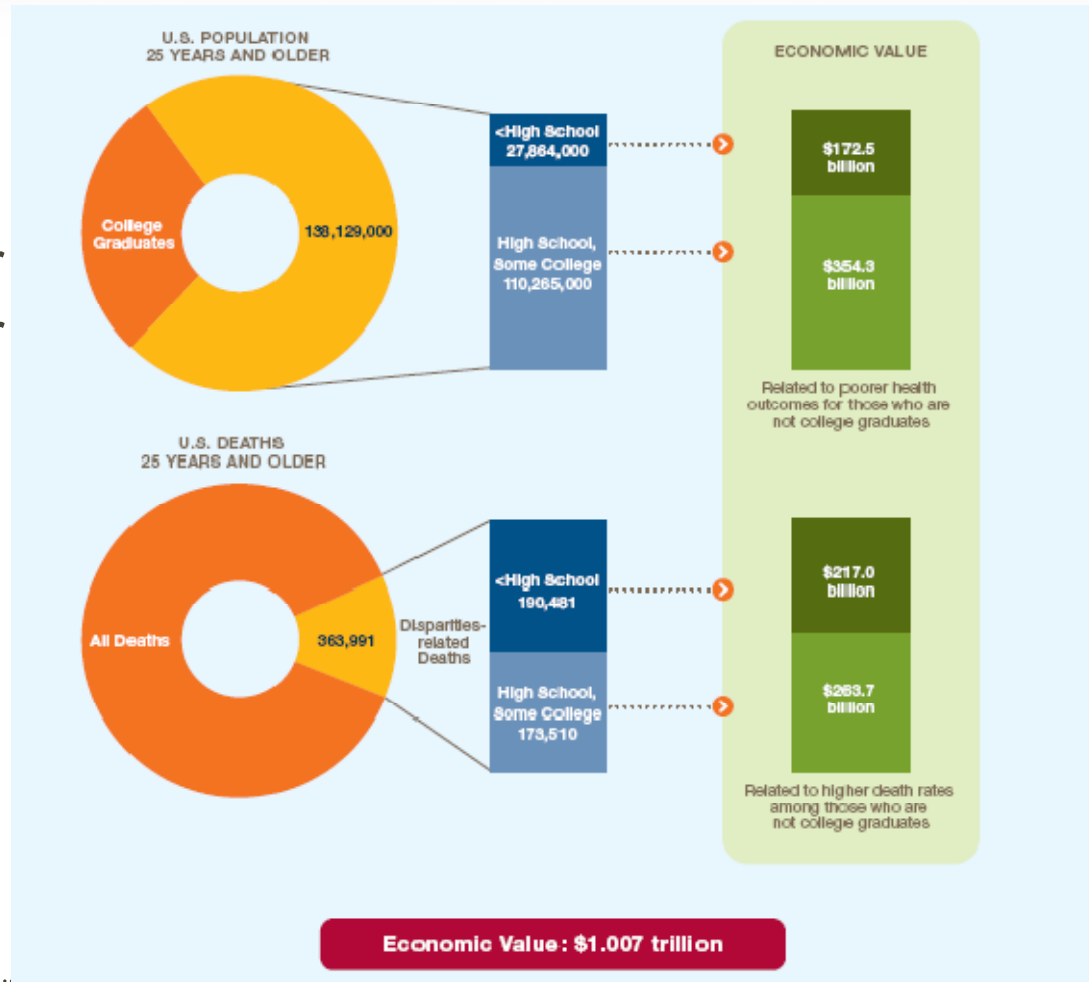 U.S. POPULATION
25 YEARS AND OLDER
College
Graduates
138,129,000
<High School
27,864,000
High School,
Some College
110,265,000
ECONOMIC VALUE
$172.5
billion
$354.3
billion
Related to poorer health
outcomes for those who are
not college graduates
U.S. DEATHS
25 YEARS AND OLDER
All Deaths
363,991
Disparities-
related
Deaths
<High School
190,481
High School,
Some College
173,510
$217.0
billion
$263.7
billion
Related to higher death rates
among those who are
not college graduates
Economic Value: $1.007 trillion